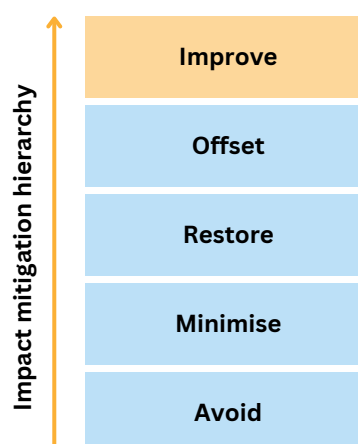 Impact mitigation hierarchy
Improve
Offset
Restore
Minimise
Avoid